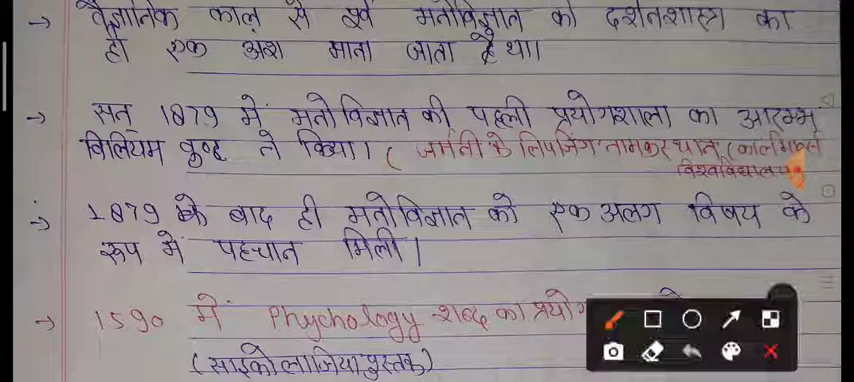 → वैज्ञानिक काल से पूर्व मनोविज्ञान को दर्शनशास्त्र का
ही एक अंश माना जाता है था।
→ सन् 1879 में मनोविज्ञान की पहली प्रयोगशाला का आरम्भ
विलियम वुण्ट ने किया। ( जर्मनी के लिपजिंग नामक स्थान (कार्लमार्क्स
विश्वविद्यालय
→ 1879 के बाद ही मनोविज्ञान को एक अलग विषय के
रूप में पहचान मिली।
→ 1590 में Phychology शब्द का प्रयोग
(साइकोलाजिया पुस्तक)